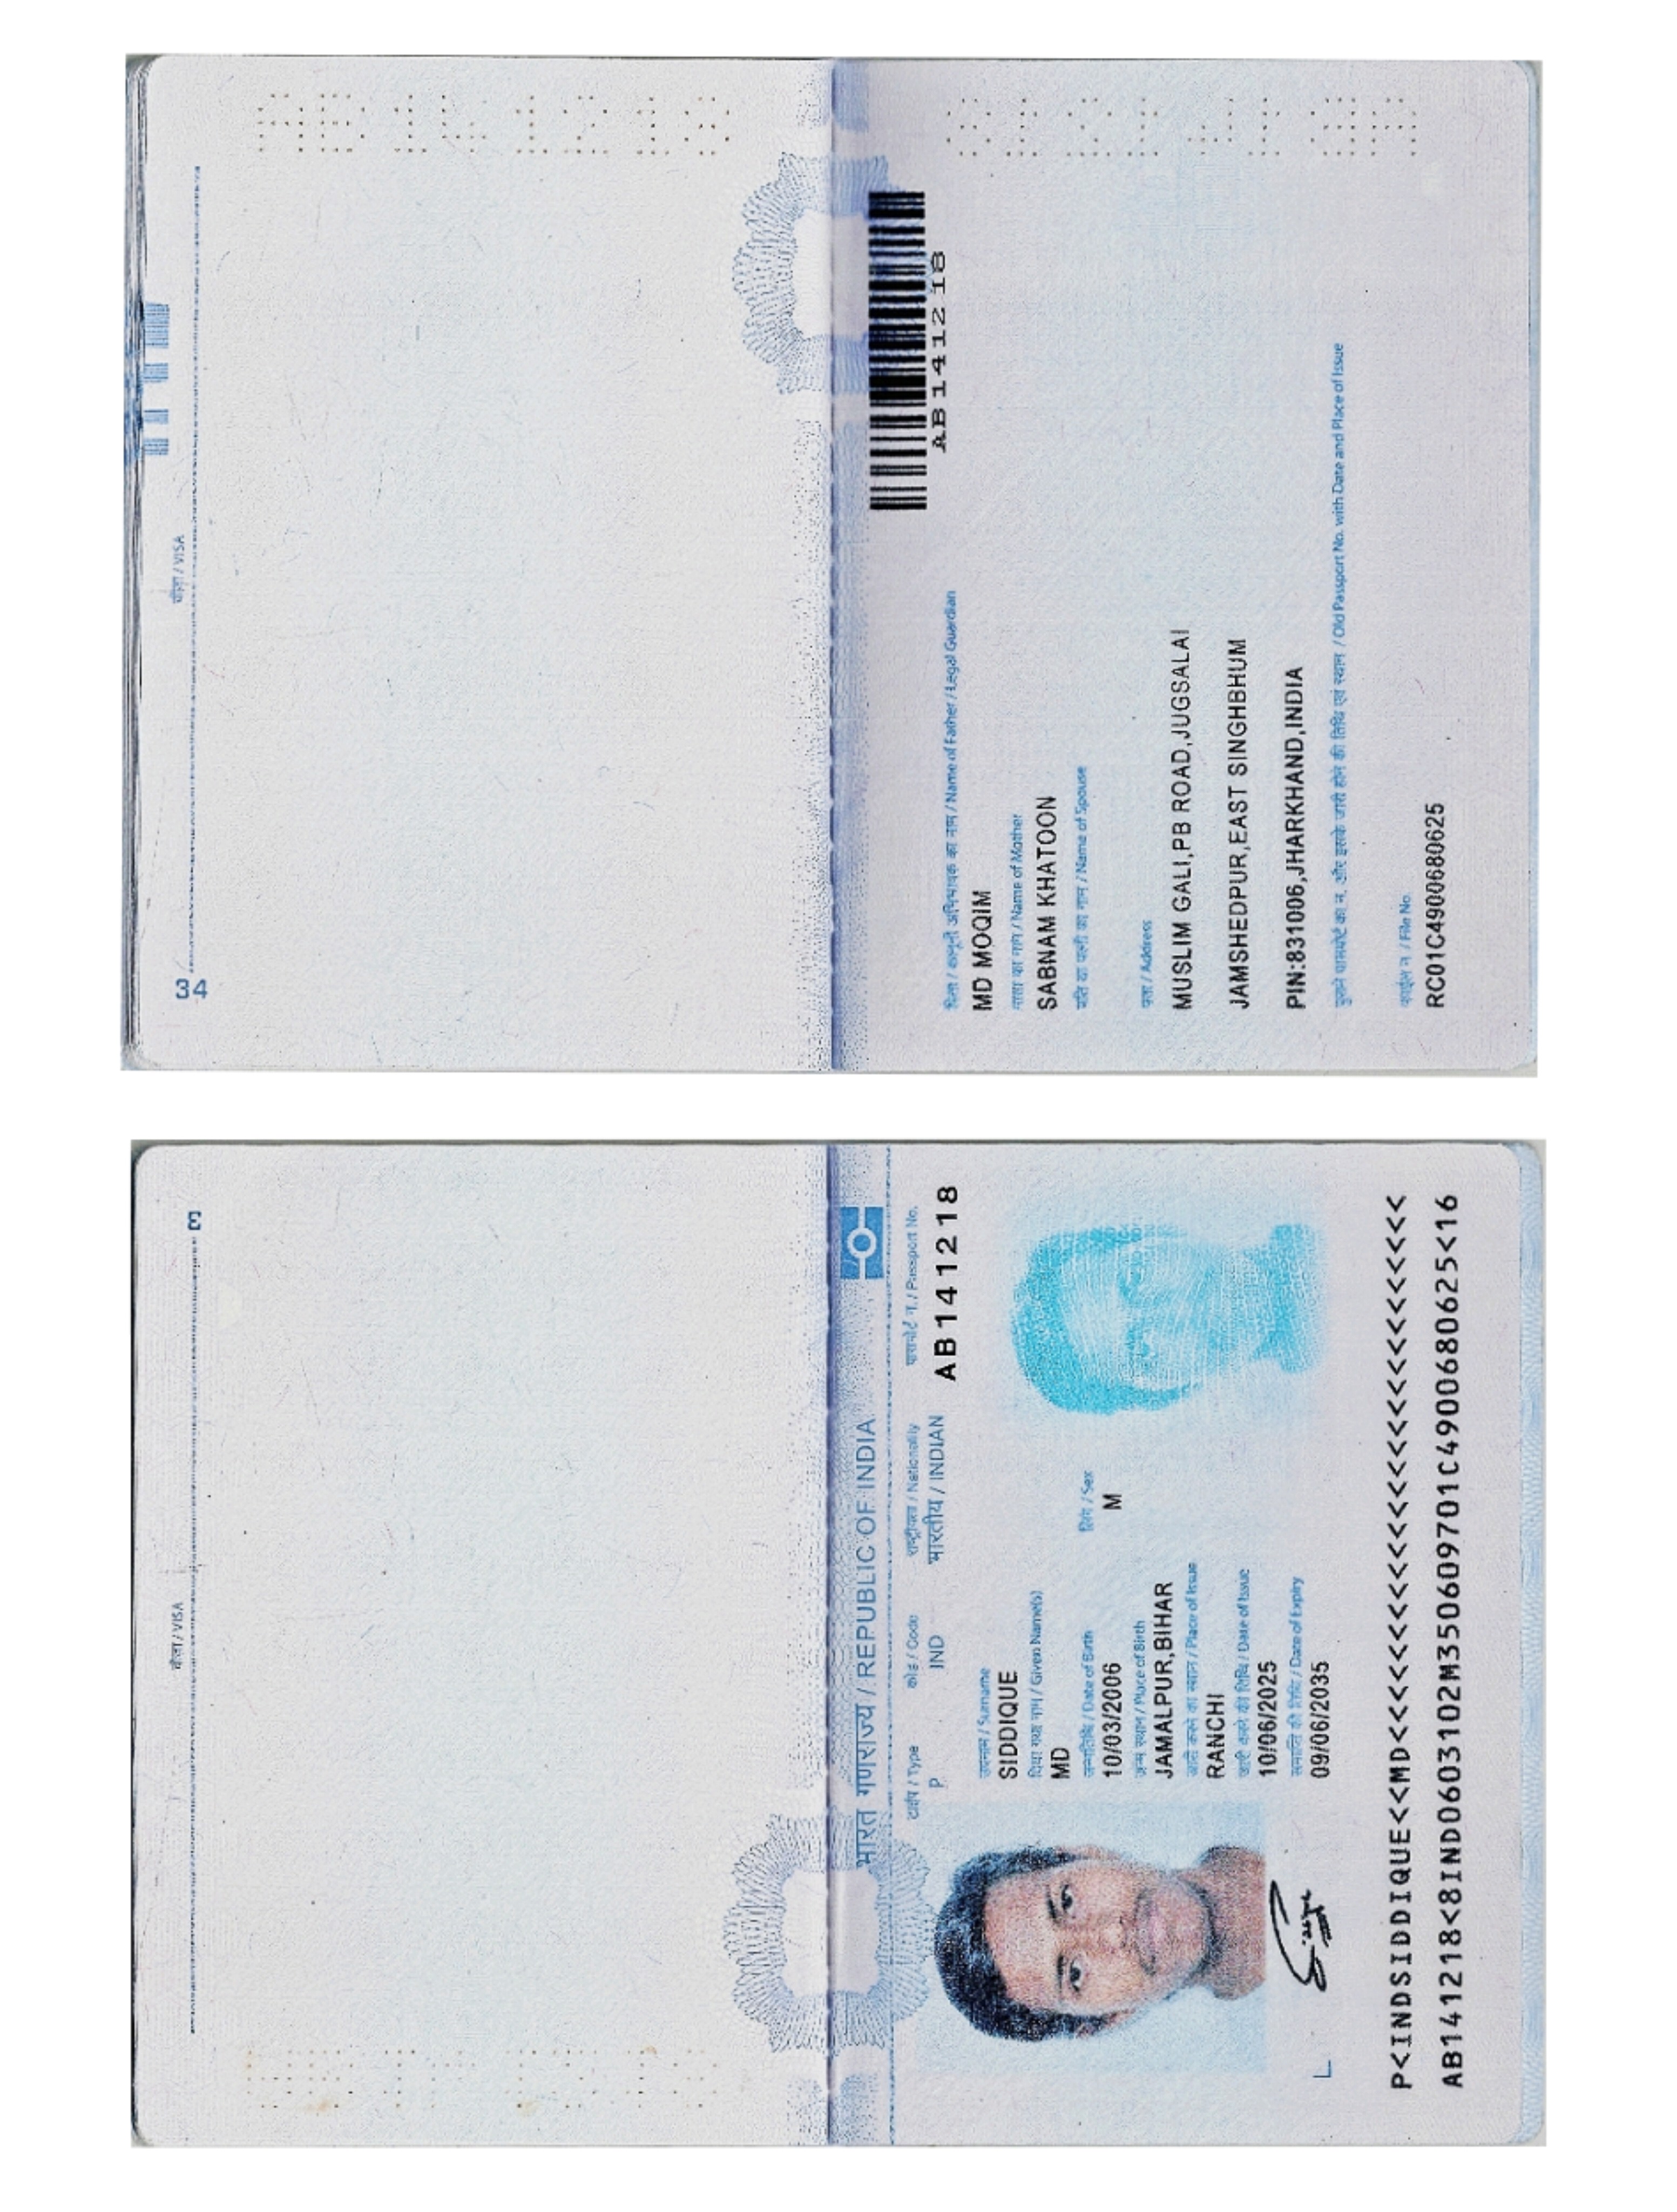 वीज़ा / VISA
3
भारत गणराज्य / REPUBLIC OF INDIA
टाईप / Type
कोड / Code
राष्ट्रीयता / Nationality
पासपोर्ट न. / Passport No.
P
IND
भारतीय / INDIAN
AB141218
उपनाम / Surname
SIDDIQUE
दिया गया नाम / Given Name(s)
MD
जन्मतिथि / Date of Birth
लिंग / Sex
10/03/2006
M
जन्म स्थान / Place of Birth
JAMALPUR,BIHAR
जारी करने का स्थान / Place of Issue
RANCHI
जारी करने की तिथि / Date of Issue
10/06/2025
समाप्ति की तिथि / Date of Expiry
09/06/2035
P<INDSIDDIQUE<<MD<<<<<<<<<<<<<<<<<<<<<<<<<<<
AB141218<8IND0603102M350609701C4900680625<16
34
वीज़ा / VISA
AB141218
पिता / कानूनी अभिभावक का नाम / Name of Father / Legal Guardian
MD MOQIM
माता का नाम / Name of Mother
SABNAM KHATOON
पति या पत्नी का नाम / Name of Spouse
पता / Address
MUSLIM GALI,PB ROAD,JUGSALAI
JAMSHEDPUR,EAST SINGHBHUM
PIN:831006,JHARKHAND,INDIA
पुराने पासपोर्ट का न. और इसके जारी होने की तिथि एवं स्थान / Old Passport No. with Date and Place of Issue
फाईल न. / File No.
RC01C4900680625